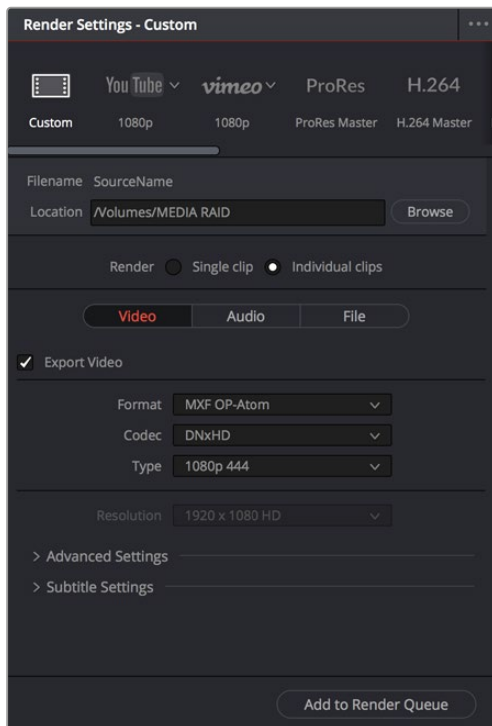 Render Settings - Custom
YouTube vimeo ProRes H.264
Custom 1080p 1080p ProRes Master H.264 Master
Filename SourceName
Location /Volumes/MEDIA RAID Browse
Render Single clip Individual clips
Video Audio File
Export Video
Format MXF OP-Atom
Codec DNxHD
Type 1080p 444
Resolution 1920 x 1080 HD
Advanced Settings
Subtitle Settings
Add to Render Queue